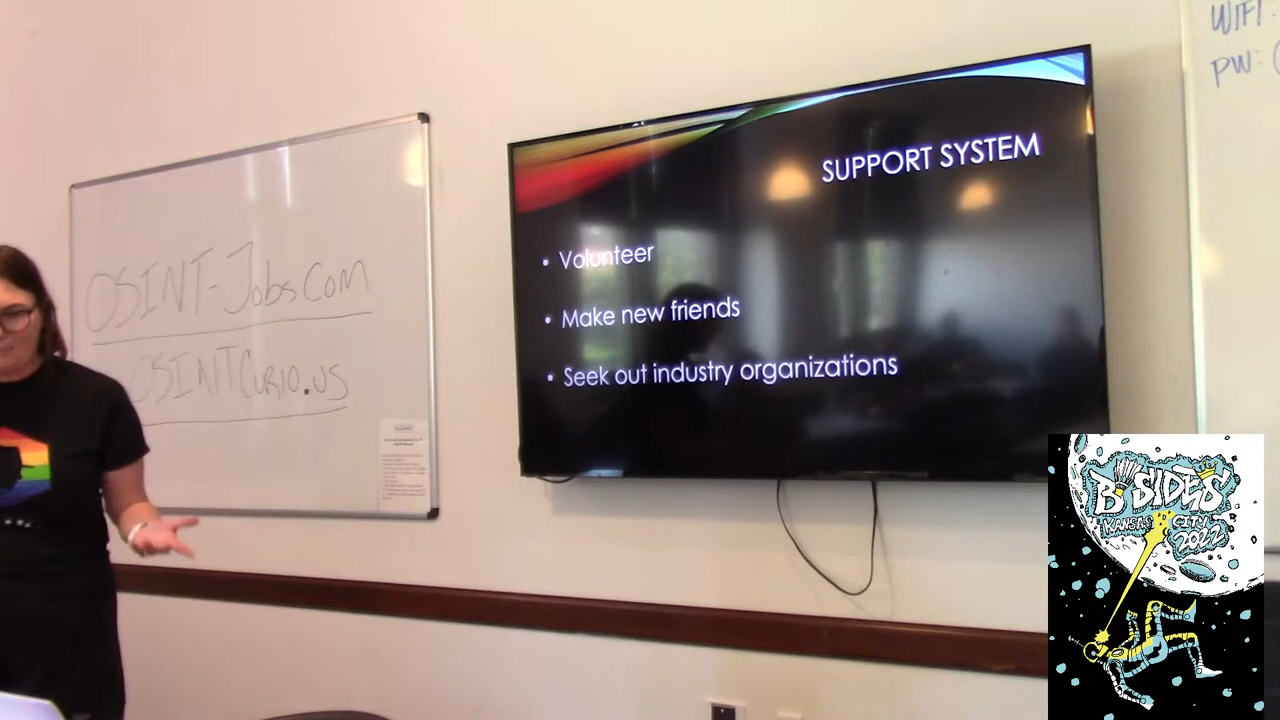 OSINT-Jobs.com
OSINTCurio.us
SUPPORT SYSTEM
• Volunteer
• Make new friends
• Seek out industry organizations
WIFI:
PW:
BSIDES
KANSAS CITY
2022